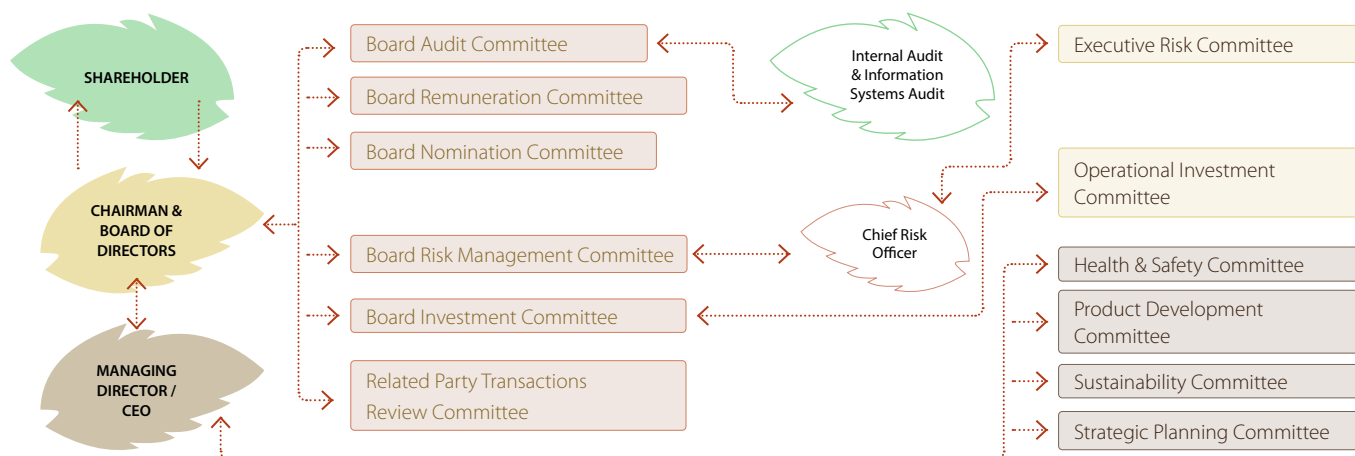 SHAREHOLDER
CHAIRMAN &
BOARD OF
DIRECTORS
MANAGING
DIRECTOR /
CEO
Board Audit Committee
Board Remuneration Committee
Board Nomination Committee
Board Risk Management Committee
Board Investment Committee
Related Party Transactions
Review Committee
Internal Audit
& Information
Systems Audit
Chief Risk
Officer
Executive Risk Committee
Operational Investment
Committee
Health & Safety Committee
Product Development
Committee
Sustainability Committee
Strategic Planning Committee